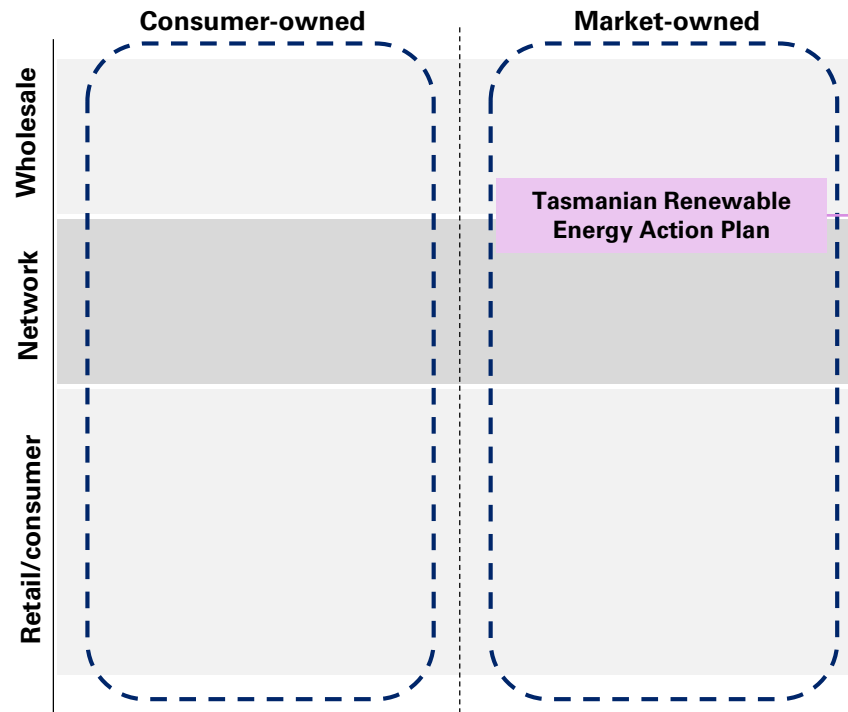 Consumer-owned
Market-owned
Wholesale
Tasmanian Renewable
Energy Action Plan
Network
Retail/consumer